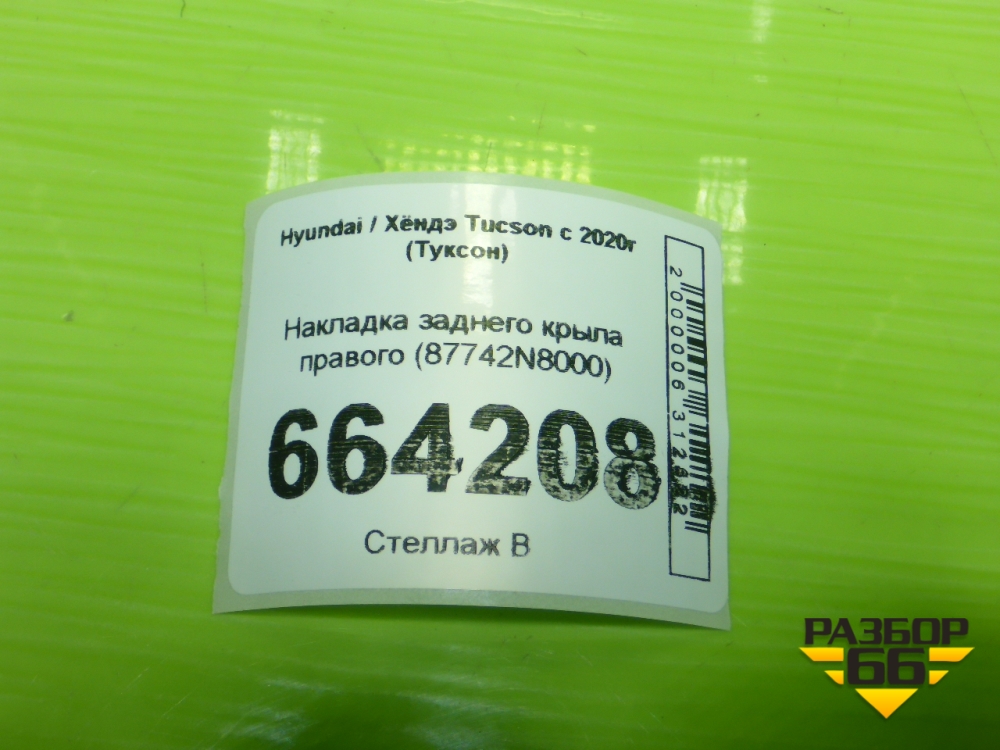 Hyundai / Хёндэ Tucson с 2020г
(Туксон)
Накладка заднего крыла
правого (87742N8000)
664208
Стеллаж В
РАЗБОР
66